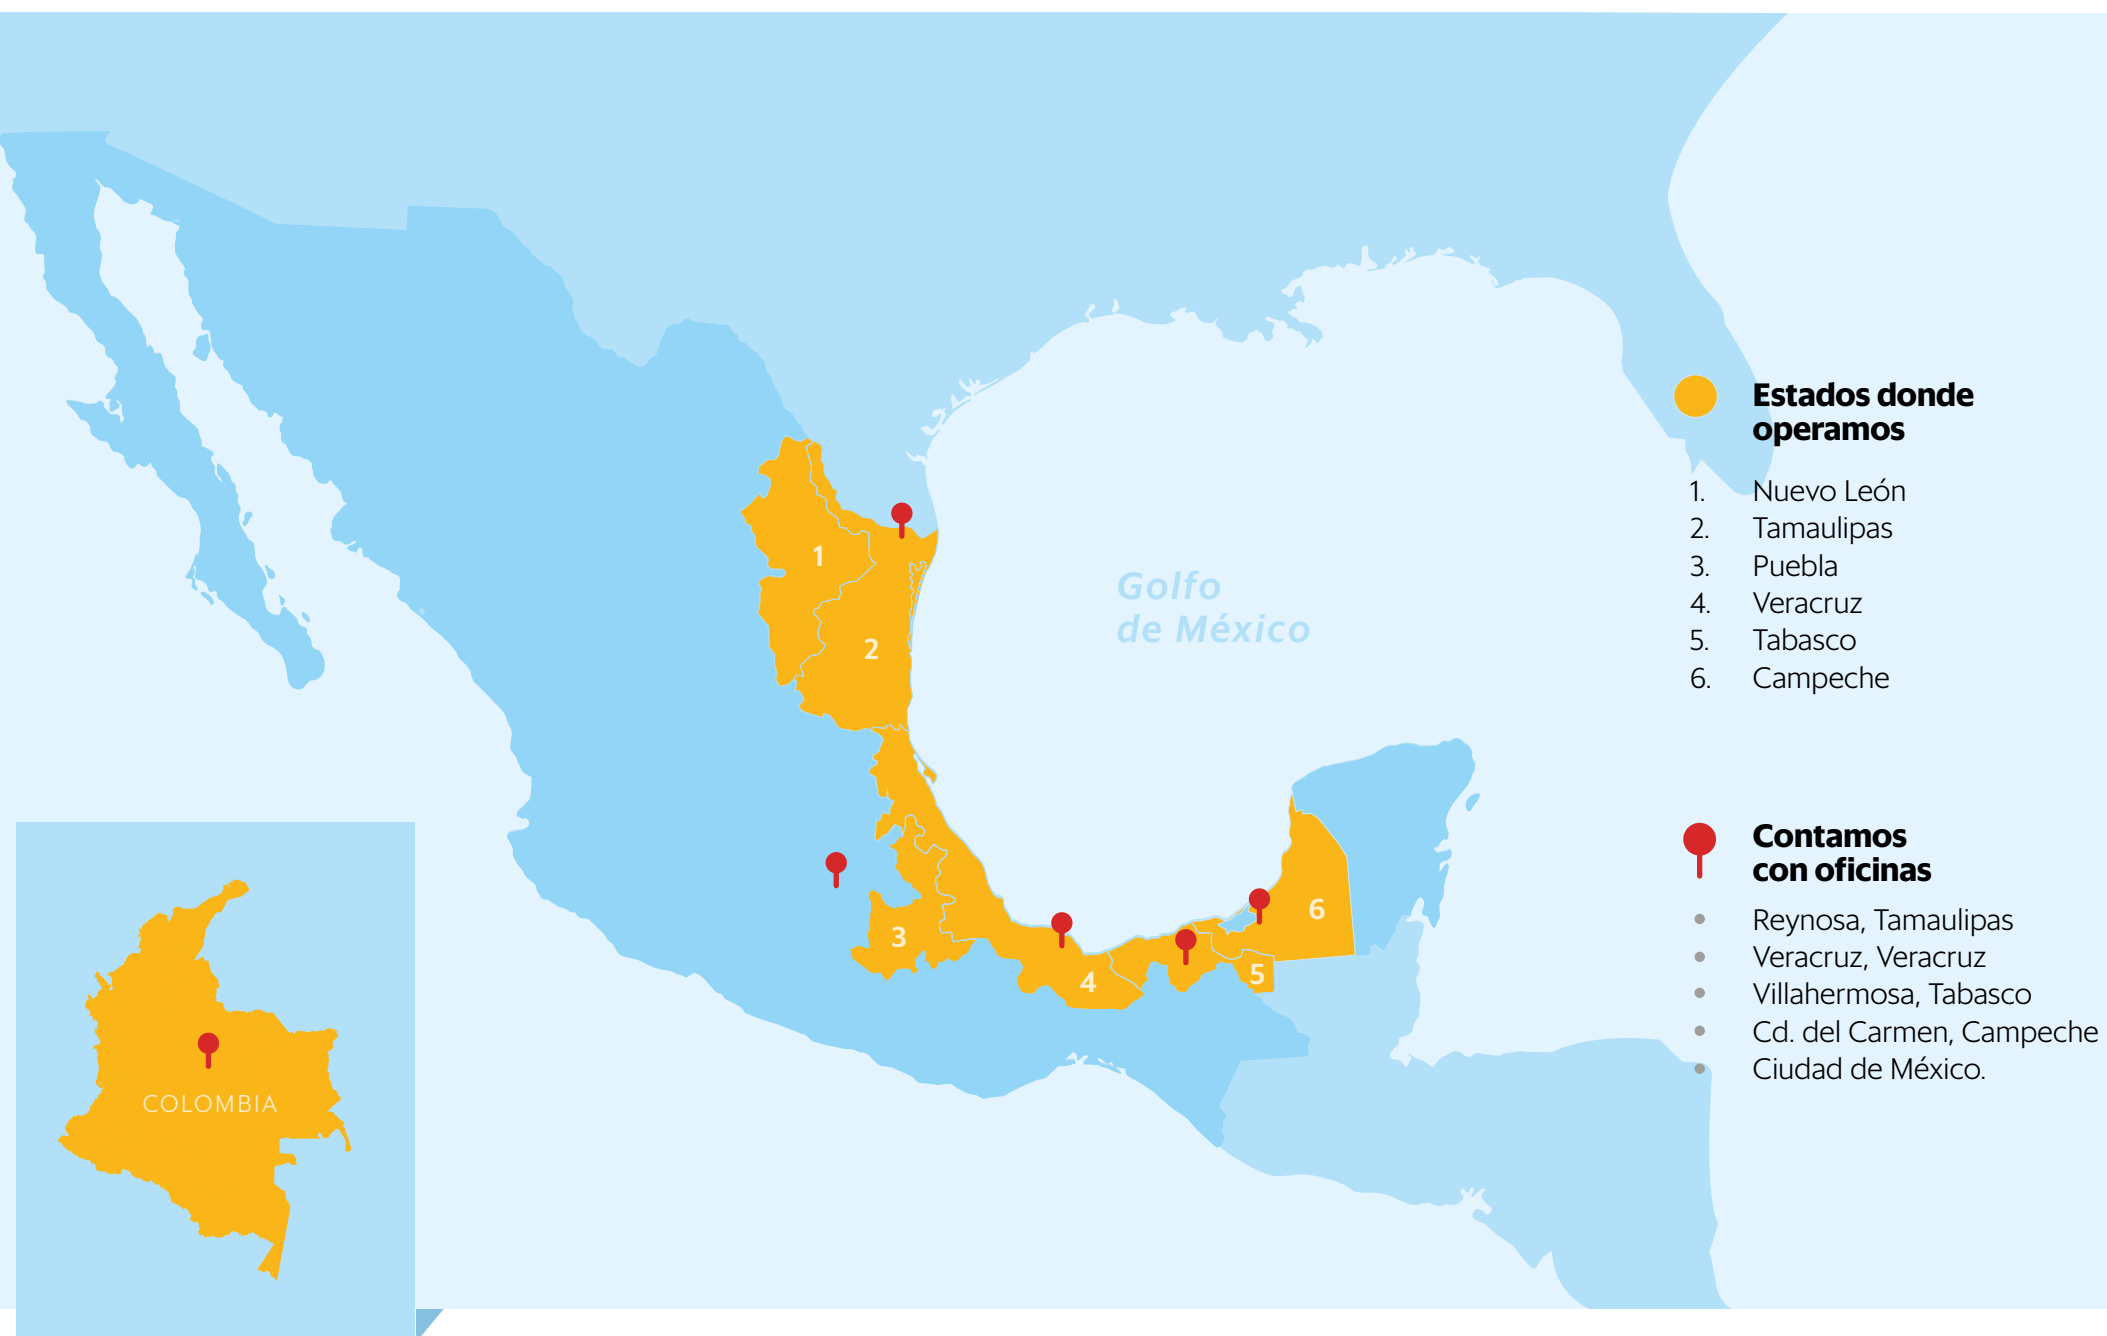 Estados donde
operamos
1. Nuevo León
2. Tamaulipas
3. Puebla
4. Veracruz
5. Tabasco
6. Campeche
Contamos
con oficinas
• Reynosa, Tamaulipas
• Veracruz, Veracruz
• Villahermosa, Tabasco
• Cd. del Carmen, Campeche
• Ciudad de México.
Golfo
de México
1
2
3
4
5
6
COLOMBIA